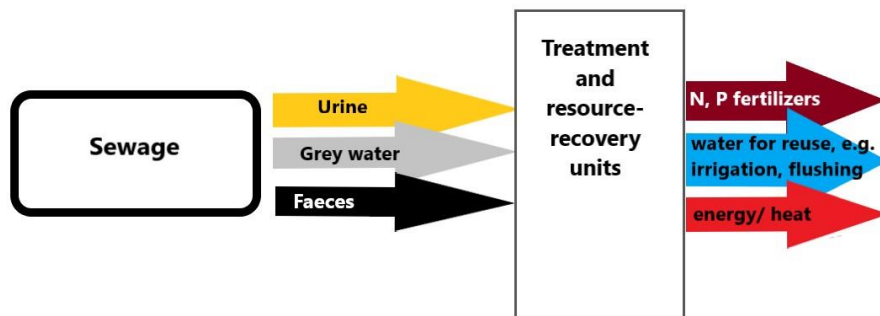 Sewage
Urine
Grey water
Faeces
Treatment
and
resource-
recovery
units
N, P fertilizers
water for reuse, e.g.
irrigation, flushing
energy/ heat